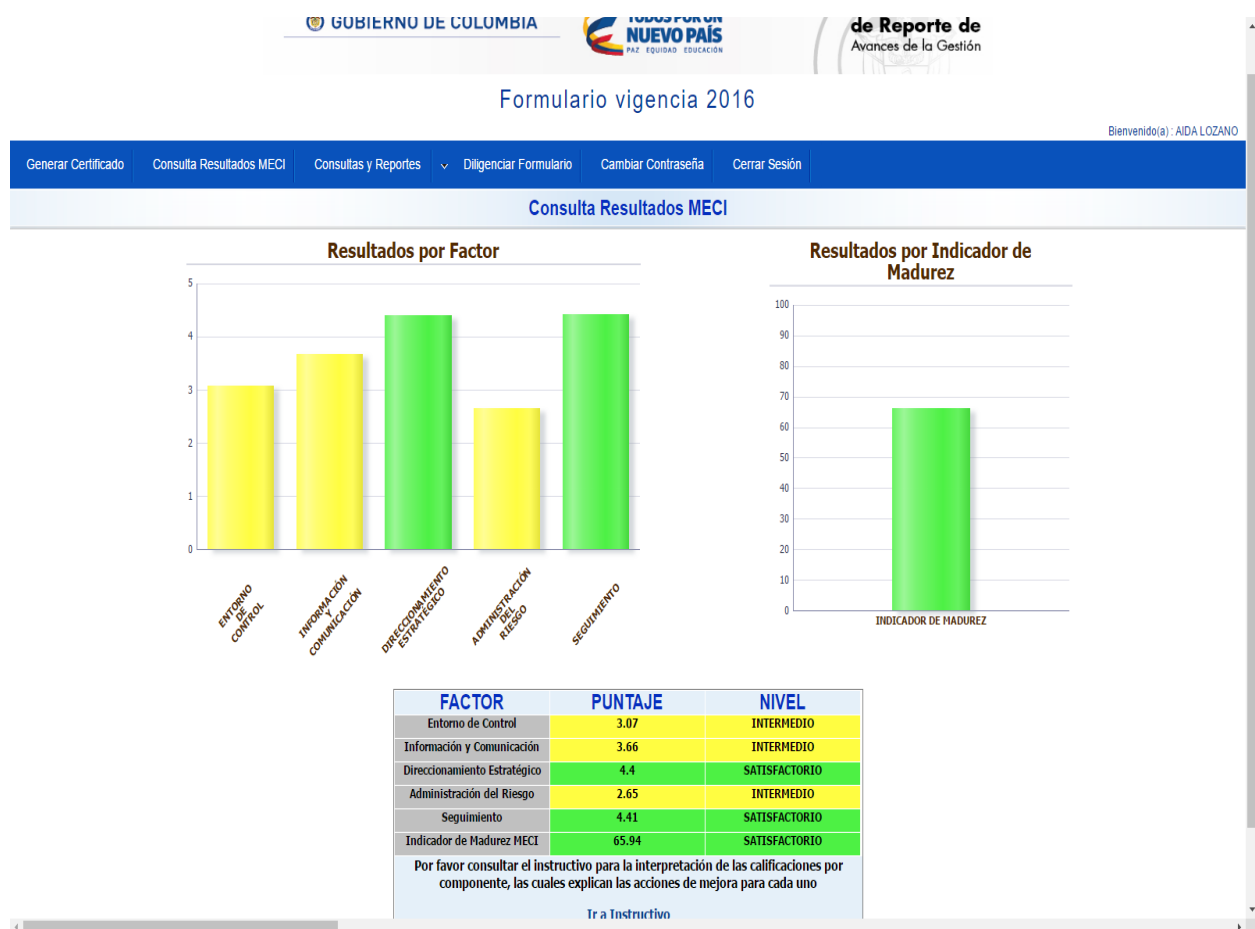 GOBIERNO DE COLOMBIA
TODOS POR UN
NUEVO PAÍS
PAZ EQUIDAD EDUCACIÓN
de Reporte de
Avances de la Gestión
Formulario vigencia 2016
Bienvenido(a) : AIDA LOZANO
Generar Certificado Consulta Resultados MECI Consultas y Reportes Diligenciar Formulario Cambiar Contraseña Cerrar Sesión
Consulta Resultados MECI
Resultados por Factor
5
4
3
2
1
0
ENTORNO
DE
CONTROL
INFORMACIÓN
Y
COMUNICACIÓN
DIRECCIONAMIENTO
ESTRATÉGICO
ADMINISTRACIÓN
DEL
RIESGO
SEGUIMIENTO
Resultados por Indicador de
Madurez
100
90
80
70
60
50
40
30
20
10
0
INDICADOR DE MADUREZ
FACTOR PUNTAJE NIVEL
Entorno de Control 3.07 INTERMEDIO
Información y Comunicación 3.66 INTERMEDIO
Direccionamiento Estratégico 4.4 SATISFACTORIO
Administración del Riesgo 2.65 INTERMEDIO
Seguimiento 4.41 SATISFACTORIO
Indicador de Madurez MECI 65.94 SATISFACTORIO
Por favor consultar el instructivo para la interpretación de las calificaciones por
componente, las cuales explican las acciones de mejora para cada uno
Ir a Instructivo